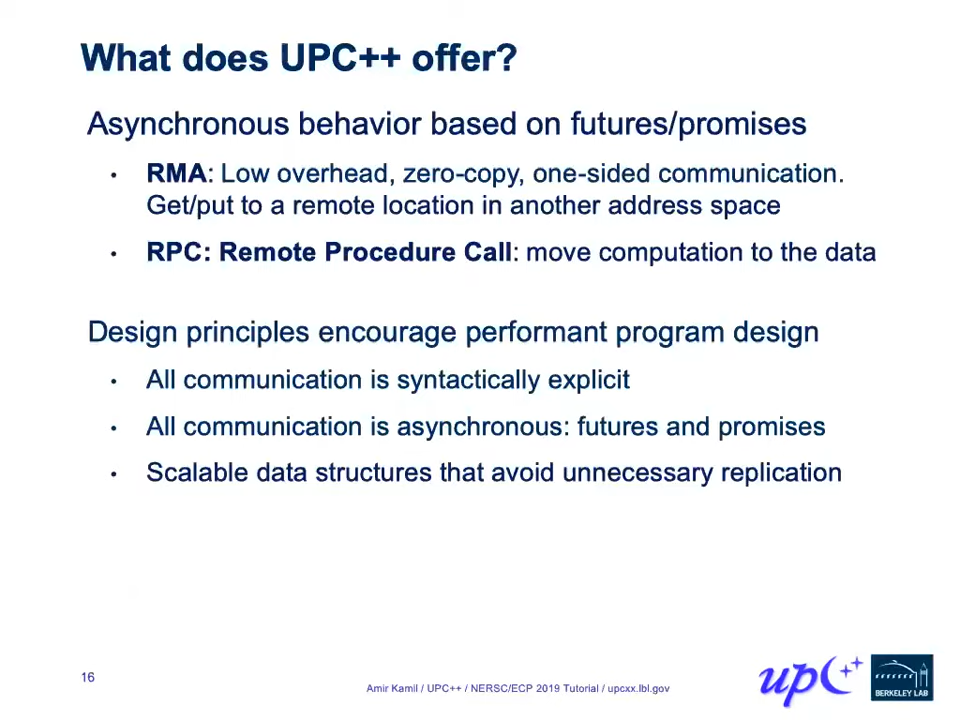 What does UPC++ offer?
Asynchronous behavior based on futures/promises
• RMA: Low overhead, zero-copy, one-sided communication.
Get/put to a remote location in another address space
• RPC: Remote Procedure Call: move computation to the data
Design principles encourage performant program design
• All communication is syntactically explicit
• All communication is asynchronous: futures and promises
• Scalable data structures that avoid unnecessary replication
16
Amir Kamil / UPC++ / NERSC/ECP 2019 Tutorial / upcxx.lbl.gov
upC++
BERKELEY LAB